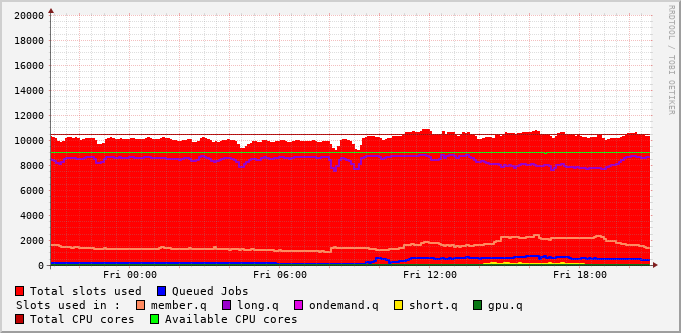 20000
18000
16000
14000
12000
10000
8000
6000
4000
2000
0
Fri 00:00 Fri 06:00 Fri 12:00 Fri 18:00
Total slots used Queued Jobs
Slots used in : member.q long.q ondemand.q short.q gpu.q
Total CPU cores Available CPU cores
RRDTOOL / TOBI OETIKER